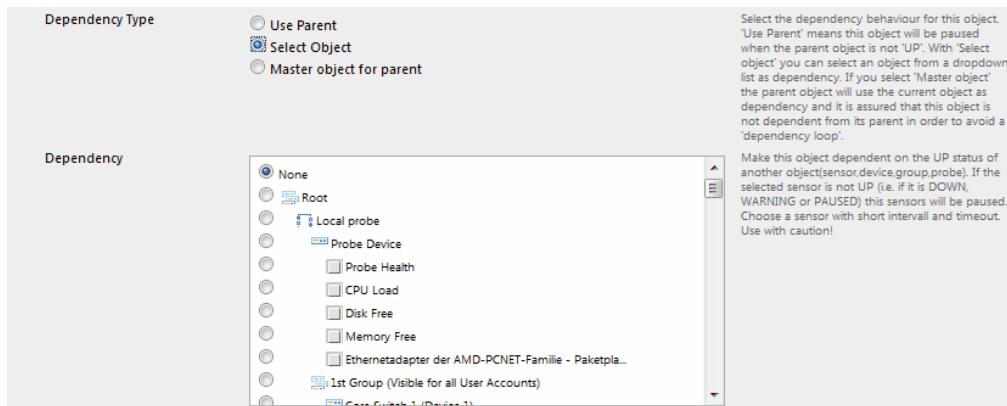 Dependency Type
Use Parent
Select Object
Master object for parent
Select the dependency behaviour for this object.
'Use Parent' means this object will be paused
when the parent object is not 'UP'. With 'Select
object' you can select an object from a dropdown
list as dependency. If you select 'Master object'
the parent object will use the current object as
dependency and it is assured that this object is
not dependent from its parent in order to avoid a
'dependency loop'.
Dependency
None
Root
Local probe
Probe Device
Probe Health
CPU Load
Disk Free
Memory Free
Ethernetadapter der AMD-PCNET-Familie - Paketpla...
1st Group (Visible for all User Accounts)
Core Switch 1 (Device 1)
Make this object dependent on the UP status of
another object(sensor,device,group,probe). If the
selected sensor is not UP (i.e. if it is DOWN,
WARNING or PAUSED) this sensors will be paused.
Choose a sensor with short intervall and timeout.
Use with caution!